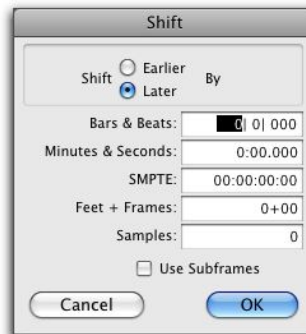 Shift
Earlier
Shift By
Later
Bars & Beats: 0| 0| 000
Minutes & Seconds: 0:00.000
SMPTE: 00:00:00:00
Feet + Frames: 0+00
Samples: 0
Use Subframes
Cancel OK